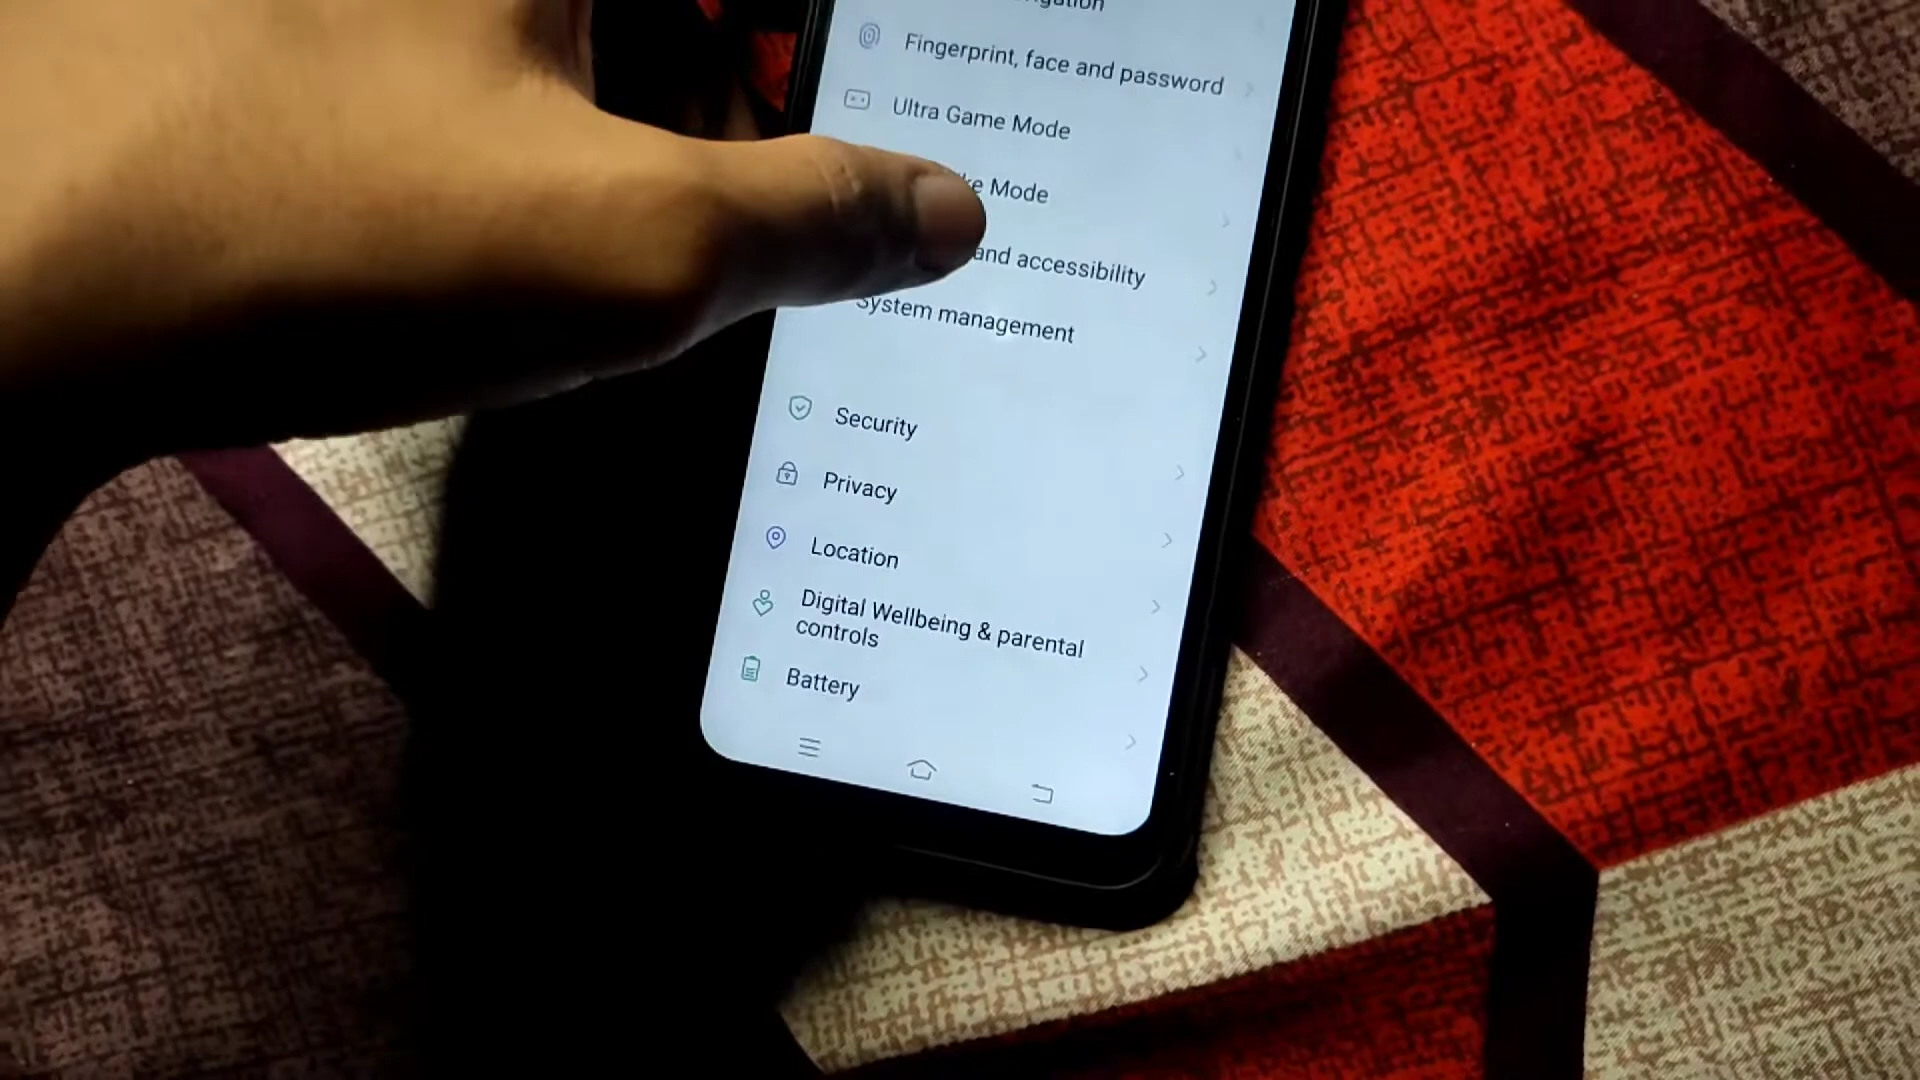 Fingerprint, face and password
Ultra Game Mode
Mode
and accessibility
System management
Security
Privacy
Location
Digital Wellbeing & parental
controls
Battery